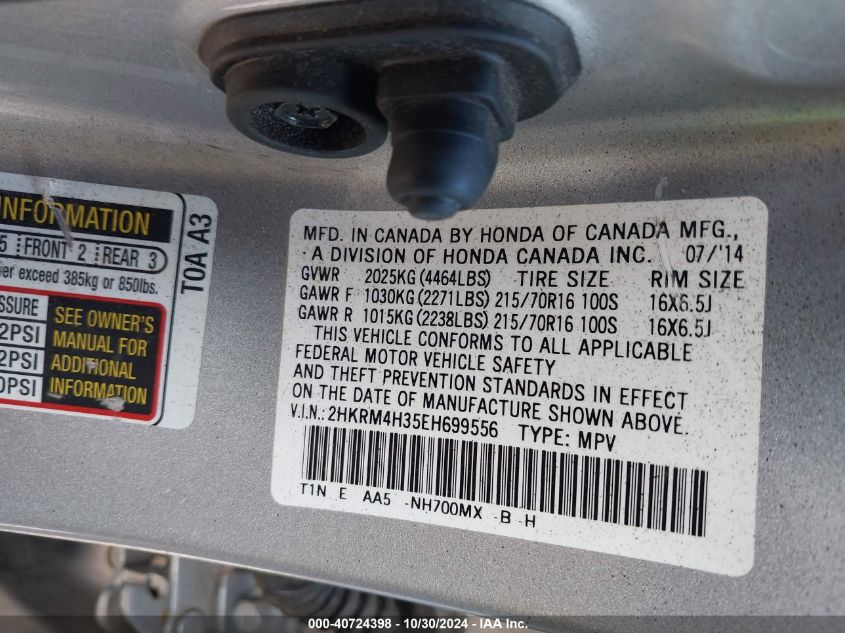 INFORMATION
5 FRONT 2 REAR 3
er exceed 385kg or 850lbs.
TOA A3
SSURE
2PSI
2PSI
0PSI
SEE OWNER'S
MANUAL FOR
ADDITIONAL
INFORMATION
MFD. IN CANADA BY HONDA OF CANADA MFG.,
A DIVISION OF HONDA CANADA INC. 07/'14
GVWR 2025KG(4464LBS) TIRE SIZE RIM SIZE
GAWR F 1030KG(2271LBS) 215/70R16 100S 16X6.5J
GAWR R 1015KG(2238LBS) 215/70R16 100S 16X6.5J
THIS VEHICLE CONFORMS TO ALL APPLICABLE
FEDERAL MOTOR VEHICLE SAFETY
AND THEFT PREVENTION STANDARDS IN EFFECT
ON THE DATE OF MANUFACTURE SHOWN ABOVE.
V.I.N.: 2HKRM4H35EH699556 TYPE: MPV
T1N E AA5 -NH700MX -B -H
000-40724398 - 10/30/2024 - IAA Inc.